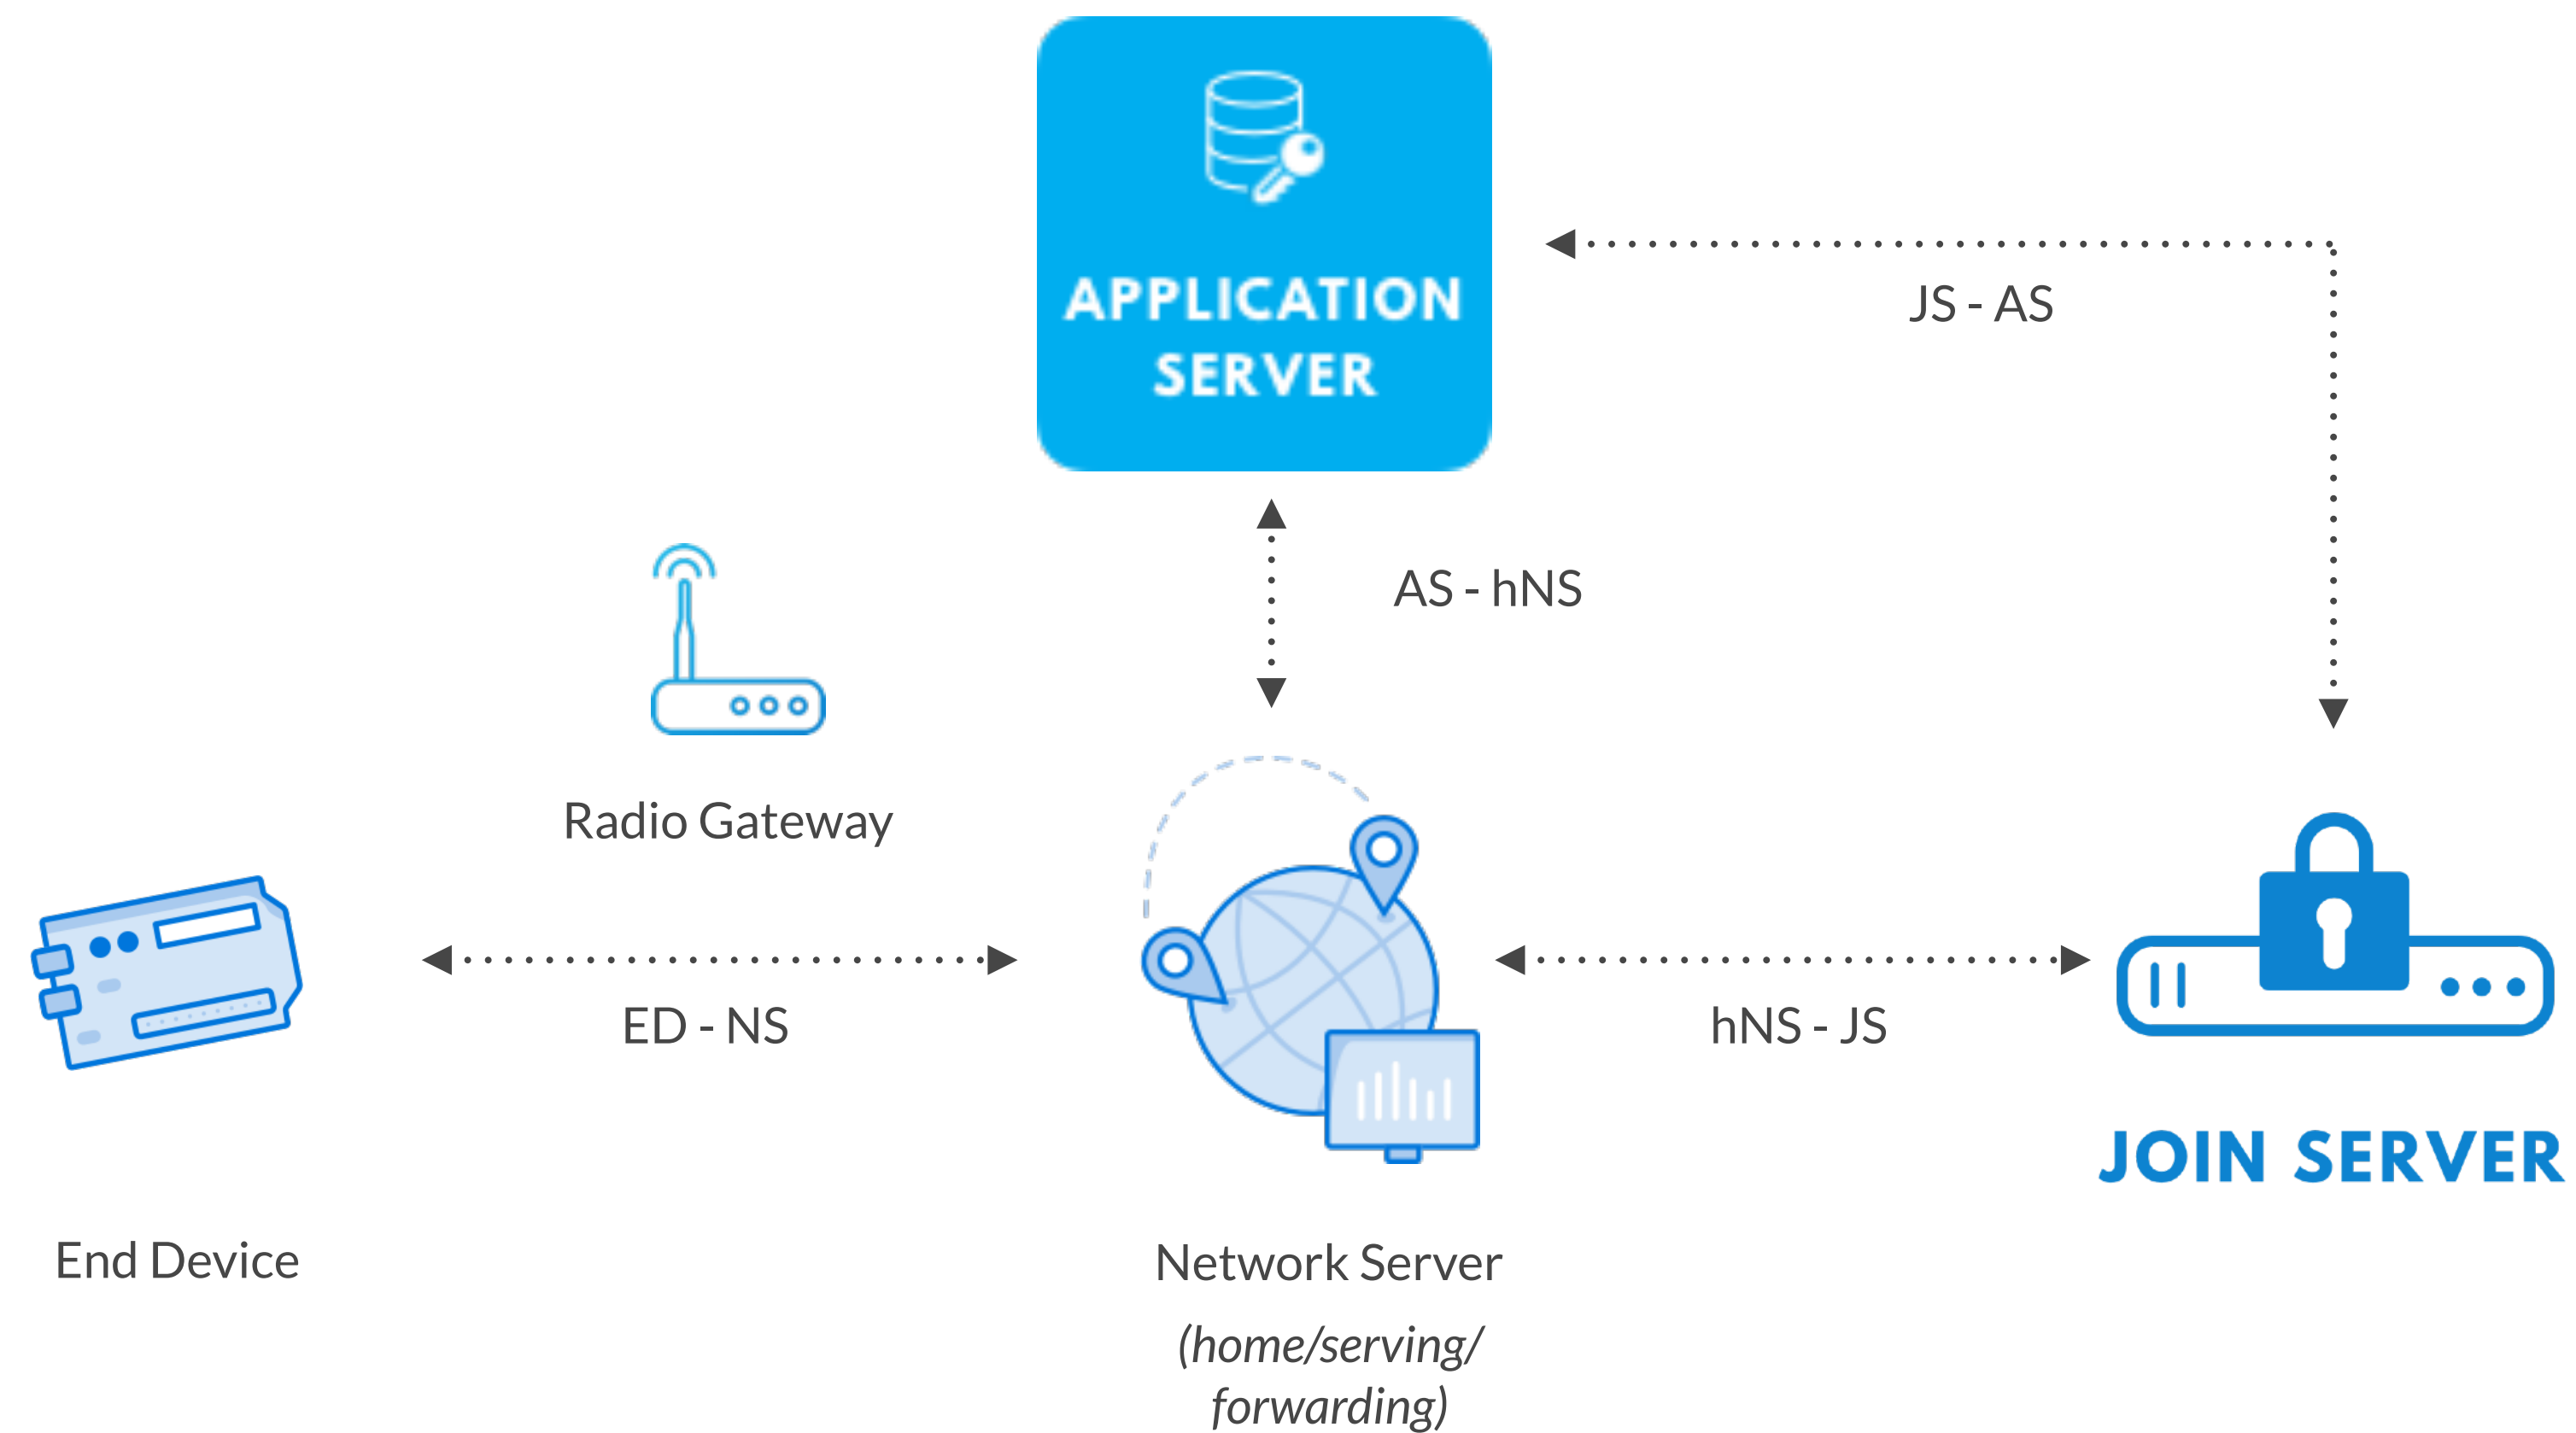 APPLICATION
SERVER
JS - AS
AS - hNS
Radio Gateway
ED - NS
hNS - JS
JOIN SERVER
End Device
Network Server
(home/serving/
forwarding)